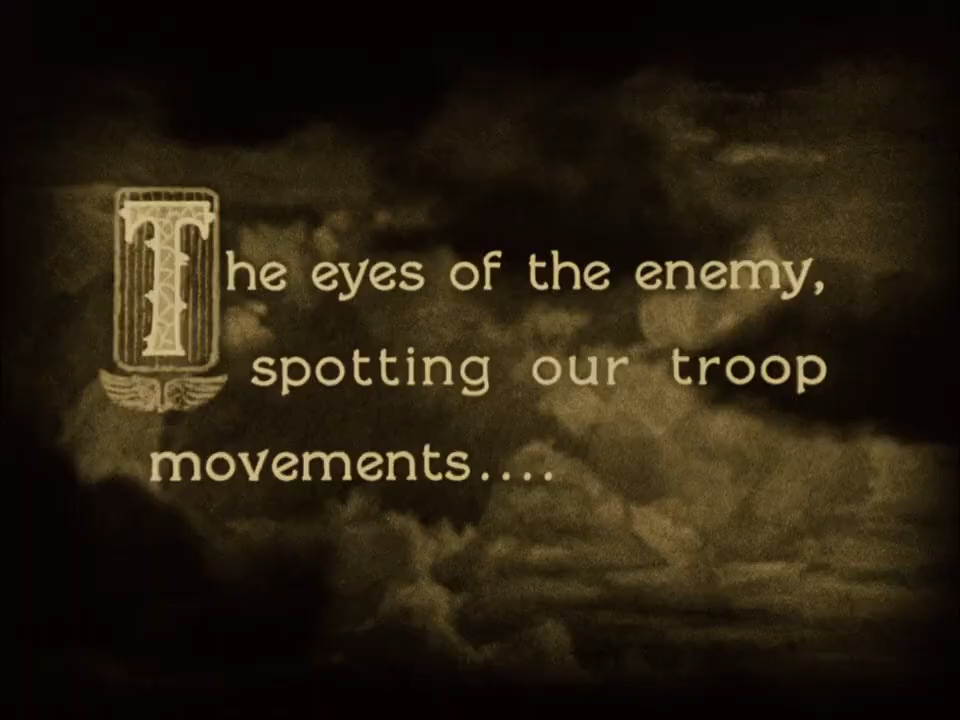 The eyes of the enemy,
spotting our troop
movements....